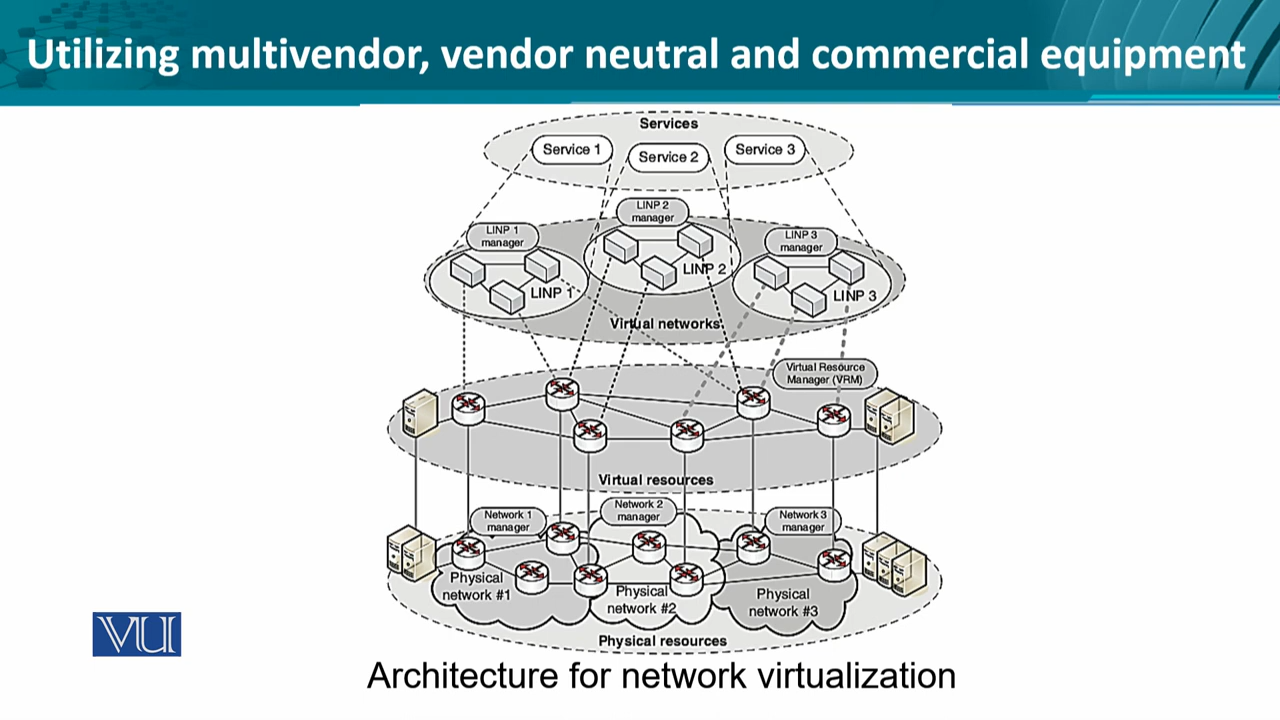 Utilizing multivendor, vendor neutral and commercial equipment
Services
Service 1
Service 2
Service 3
LINP 1
manager
LINP 2
manager
LINP 3
manager
LINP 1
LINP 2
LINP 3
Virtual networks
Virtual Resource
Manager (VRM)
Virtual resources
Network 1
manager
Network 2
manager
Network 3
manager
Physical
network #1
Physical
network #2
Physical
network #3
Physical resources
VU
Architecture for network virtualization